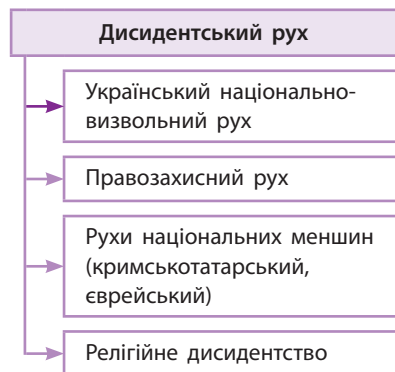 Дисидентський рух
Український національно-
визвольний рух
Правозахисний рух
Рухи національних меншин
(кримськотатарський,
єврейський)
Релігійне дисидентство